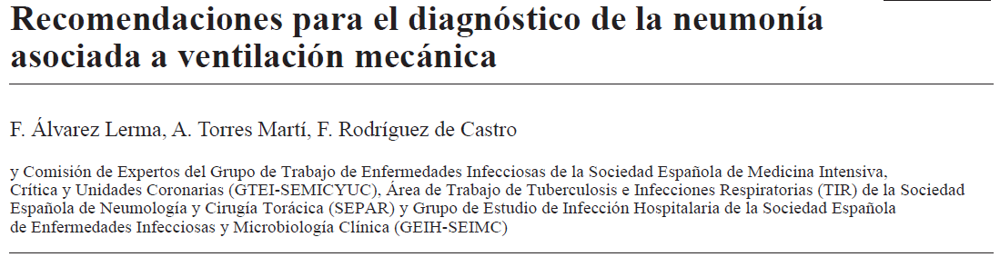 Recomendaciones para el diagnóstico de la neumonía
asociada a ventilación mecánica
F. Álvarez Lerma, A. Torres Martí, F. Rodríguez de Castro
y Comisión de Expertos del Grupo de Trabajo de Enfermedades Infecciosas de la Sociedad Española de Medicina Intensiva,
Crítica y Unidades Coronarias (GTEI-SEMICYUC), Área de Trabajo de Tuberculosis e Infecciones Respiratorias (TIR) de la Sociedad
Española de Neumología y Cirugía Torácica (SEPAR) y Grupo de Estudio de Infección Hospitalaria de la Sociedad Española
de Enfermedades Infecciosas y Microbiología Clínica (GEIH-SEIMC)